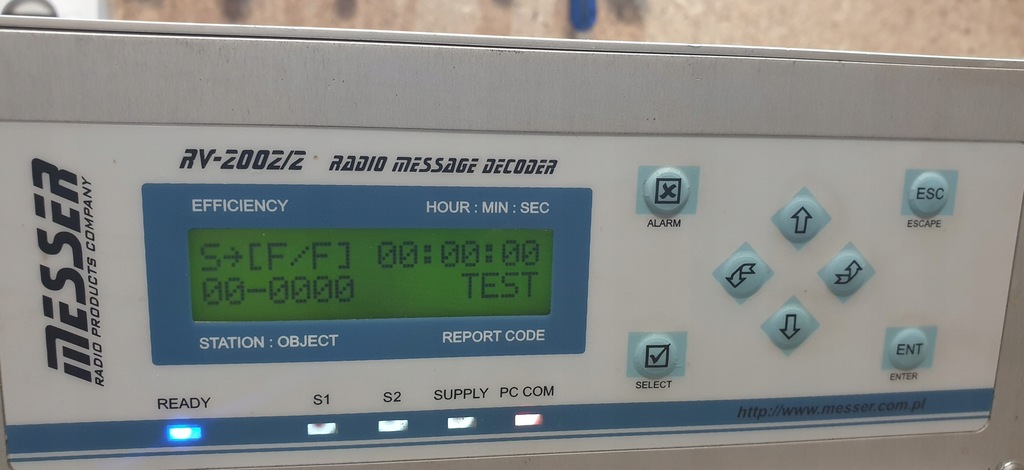 MESSER
RADIO PRODUCTS COMPANY
RV-2002/2 RADIO MESSAGE DECODER
EFFICIENCY HOUR : MIN : SEC
S→[F/F] 00:00:00
00-0000 TEST
STATION : OBJECT REPORT CODE
ALARM
ESC
ESCAPE
SELECT
ENT
ENTER
READY S1 S2 SUPPLY PC COM
http://www.messer.com.pl